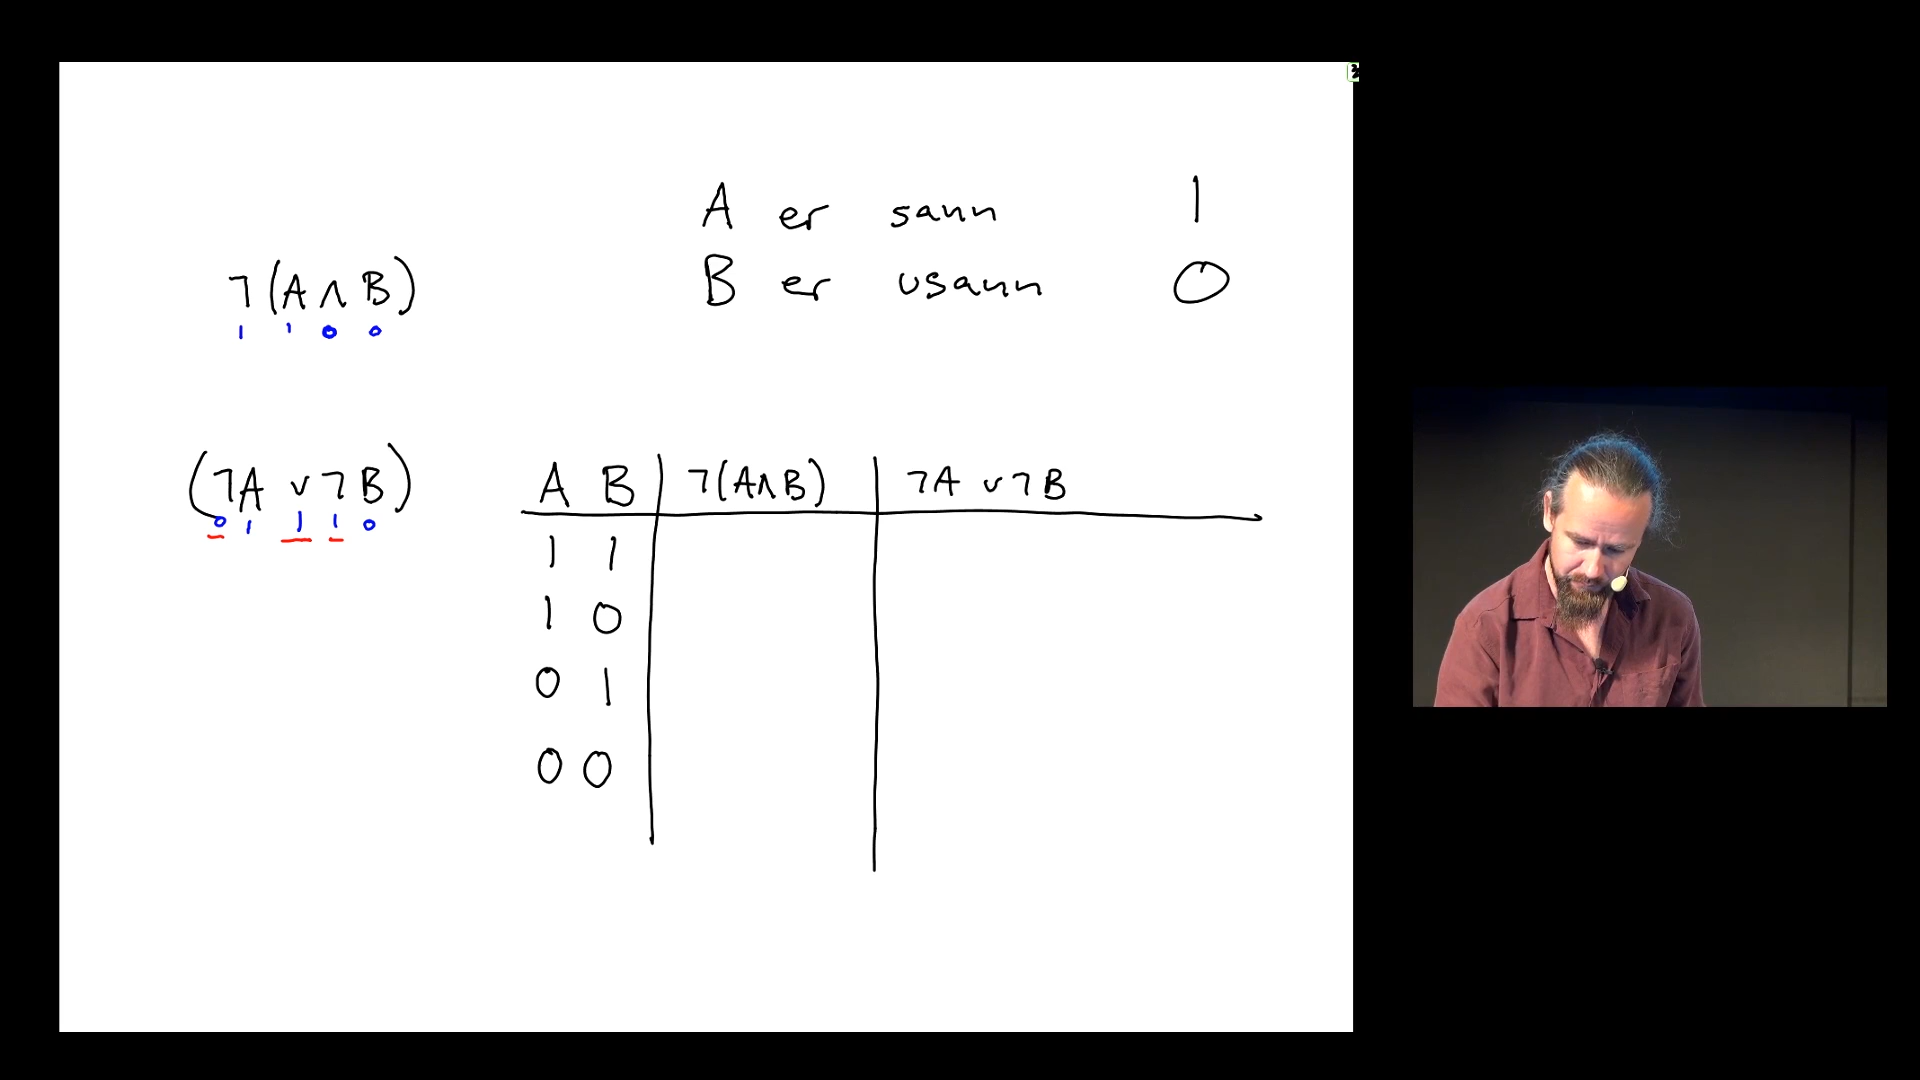 A er sann 1
B er usann 0
¬(A∧B)
1 1 0 0
(¬A ∨ ¬B)
0 1 1 1 0
A B ¬(A∧B) ¬A ∨ ¬B
1 1
1 0
0 1
0 0